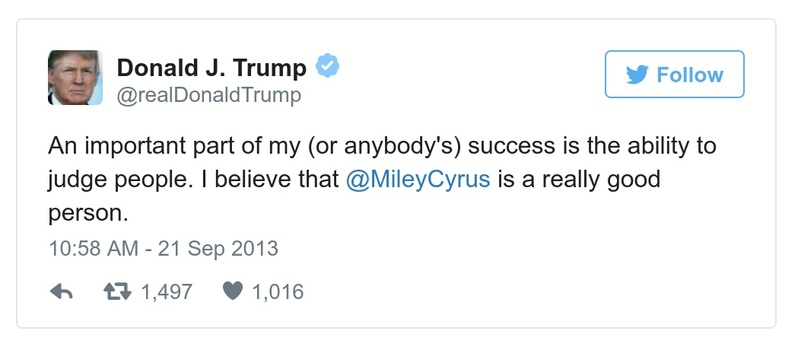 Donald J. Trump
@realDonaldTrump
Follow
An important part of my (or anybody's) success is the ability to
judge people. I believe that @MileyCyrus is a really good
person.
10:58 AM - 21 Sep 2013
1,497 1,016